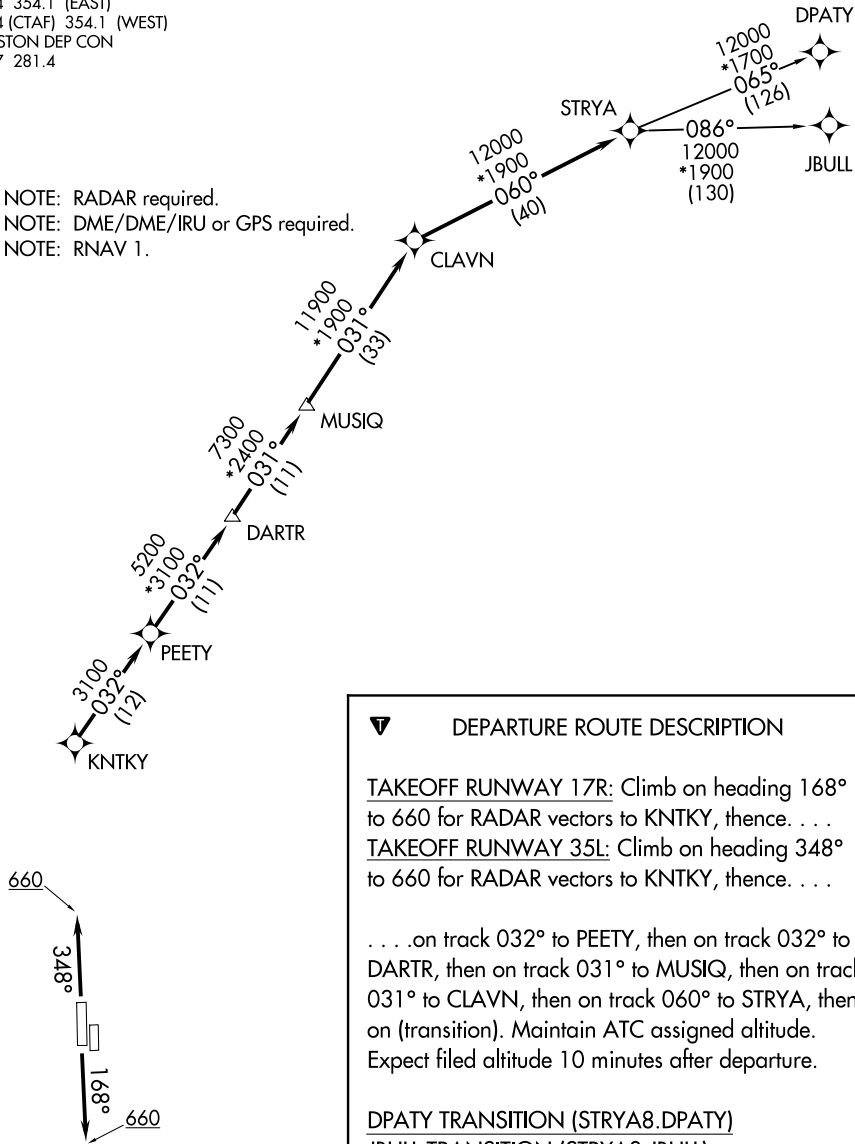 354.1 (EAST)
(CTAF) 354.1 (WEST)
DEP CON
281.4
DPATY
12000
*1700
065°
(126)
STRYA
086°
12000
*1900
(130)
JBULL
12000
*1900
060°
(40)
NOTE: RADAR required.
NOTE: DME/DME/IRU or GPS required.
NOTE: RNAV 1.
CLAVN
11900
*1900
031°
(33)
MUSIQ
7300
*2400
031°
(11)
DARTR
5200
*3100
032°
(11)
PEETY
3100
032°
(12)
KNTKY
T
DEPARTURE ROUTE DESCRIPTION
TAKEOFF RUNWAY 17R: Climb on heading 168°
to 660 for RADAR vectors to KNTKY, thence. . . .
TAKEOFF RUNWAY 35L: Climb on heading 348°
to 660 for RADAR vectors to KNTKY, thence. . . .
. . . .on track 032° to PEETY, then on track 032° to
DARTR, then on track 031° to MUSIQ, then on track
031° to CLAVN, then on track 060° to STRYA, then
on (transition). Maintain ATC assigned altitude.
Expect filed altitude 10 minutes after departure.
DPATY TRANSITION (STRYA8.DPATY)
JBULL TRANSITION (STRYA8.JBULL)
660
348°
168°
660